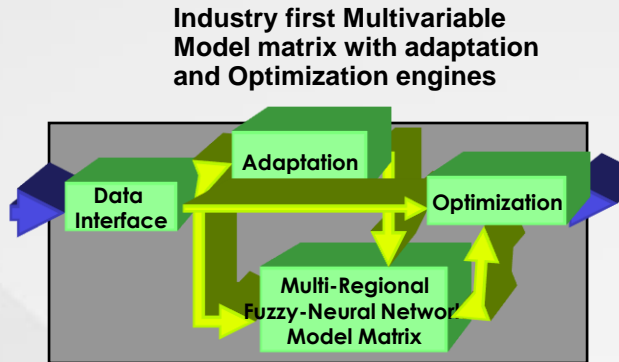 Industry first Multivariable
Model matrix with adaptation
and Optimization engines
Adaptation
Data
Interface
Optimization
Multi-Regional
Fuzzy-Neural Network
Model Matrix